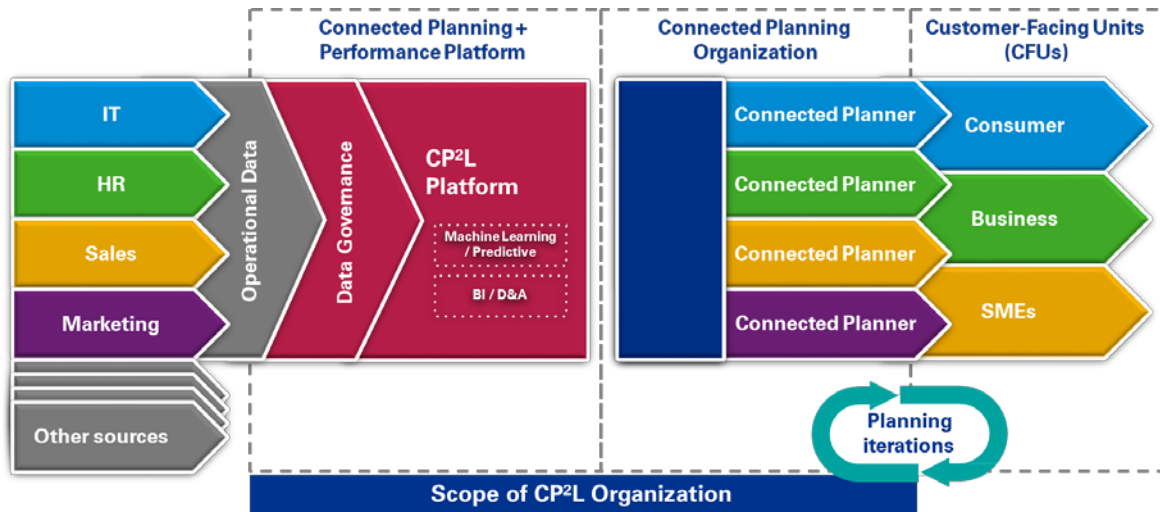 Connected Planning +
Performance Platform
Connected Planning
Organization
Customer-Facing Units
(CFUs)
IT
HR
Sales
Marketing
Other sources
Operational Data
Data Governance
CP²L
Platform
Machine Learning
/ Predictive
BI / D&A
Connected Planner
Connected Planner
Connected Planner
Connected Planner
Consumer
Business
SMEs
Planning
iterations
Scope of CP²L Organization